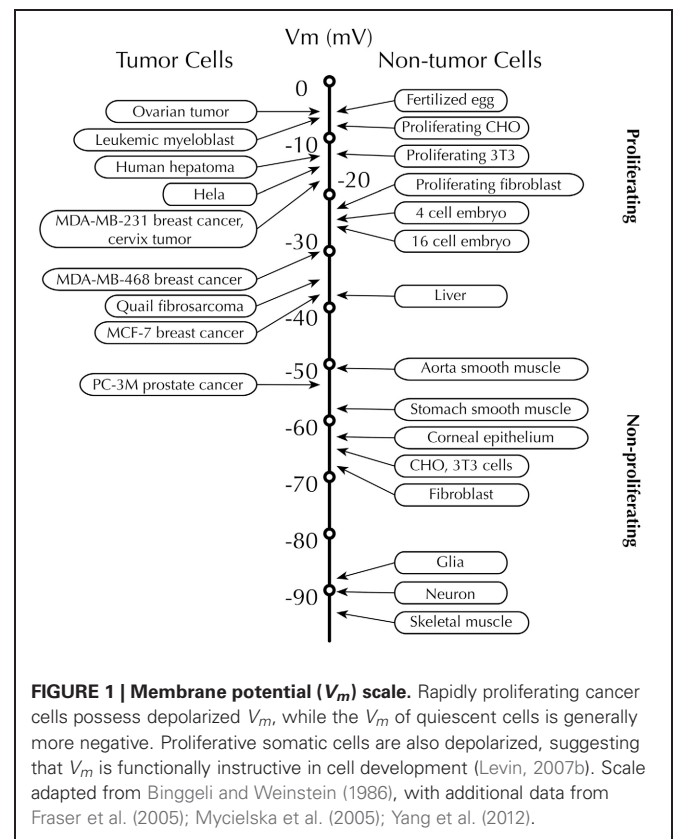 Vm (mV)
Tumor Cells
Non-tumor Cells
0
Ovarian tumor
Leukemic myeloblast
-10
Human hepatoma
Hela
-20
MDA-MB-231 breast cancer,
cervix tumor
-30
MDA-MB-468 breast cancer
Quail fibrosarcoma
-40
MCF-7 breast cancer
-50
PC-3M prostate cancer
-60
-70
-80
-90
Fertilized egg
Proliferating CHO
Proliferating 3T3
Proliferating fibroblast
4 cell embryo
16 cell embryo
Liver
Aorta smooth muscle
Stomach smooth muscle
Corneal epithelium
CHO, 3T3 cells
Fibroblast
Glia
Neuron
Skeletal muscle
Proliferating
Non-proliferating
FIGURE 1 | Membrane potential (Vm) scale. Rapidly proliferating cancer
cells possess depolarized Vm, while the Vm of quiescent cells is generally
more negative. Proliferative somatic cells are also depolarized, suggesting
that Vm is functionally instructive in cell development (Levin, 2007b). Scale
adapted from Binggeli and Weinstein (1986), with additional data from
Fraser et al. (2005); Mycielska et al. (2005); Yang et al. (2012).